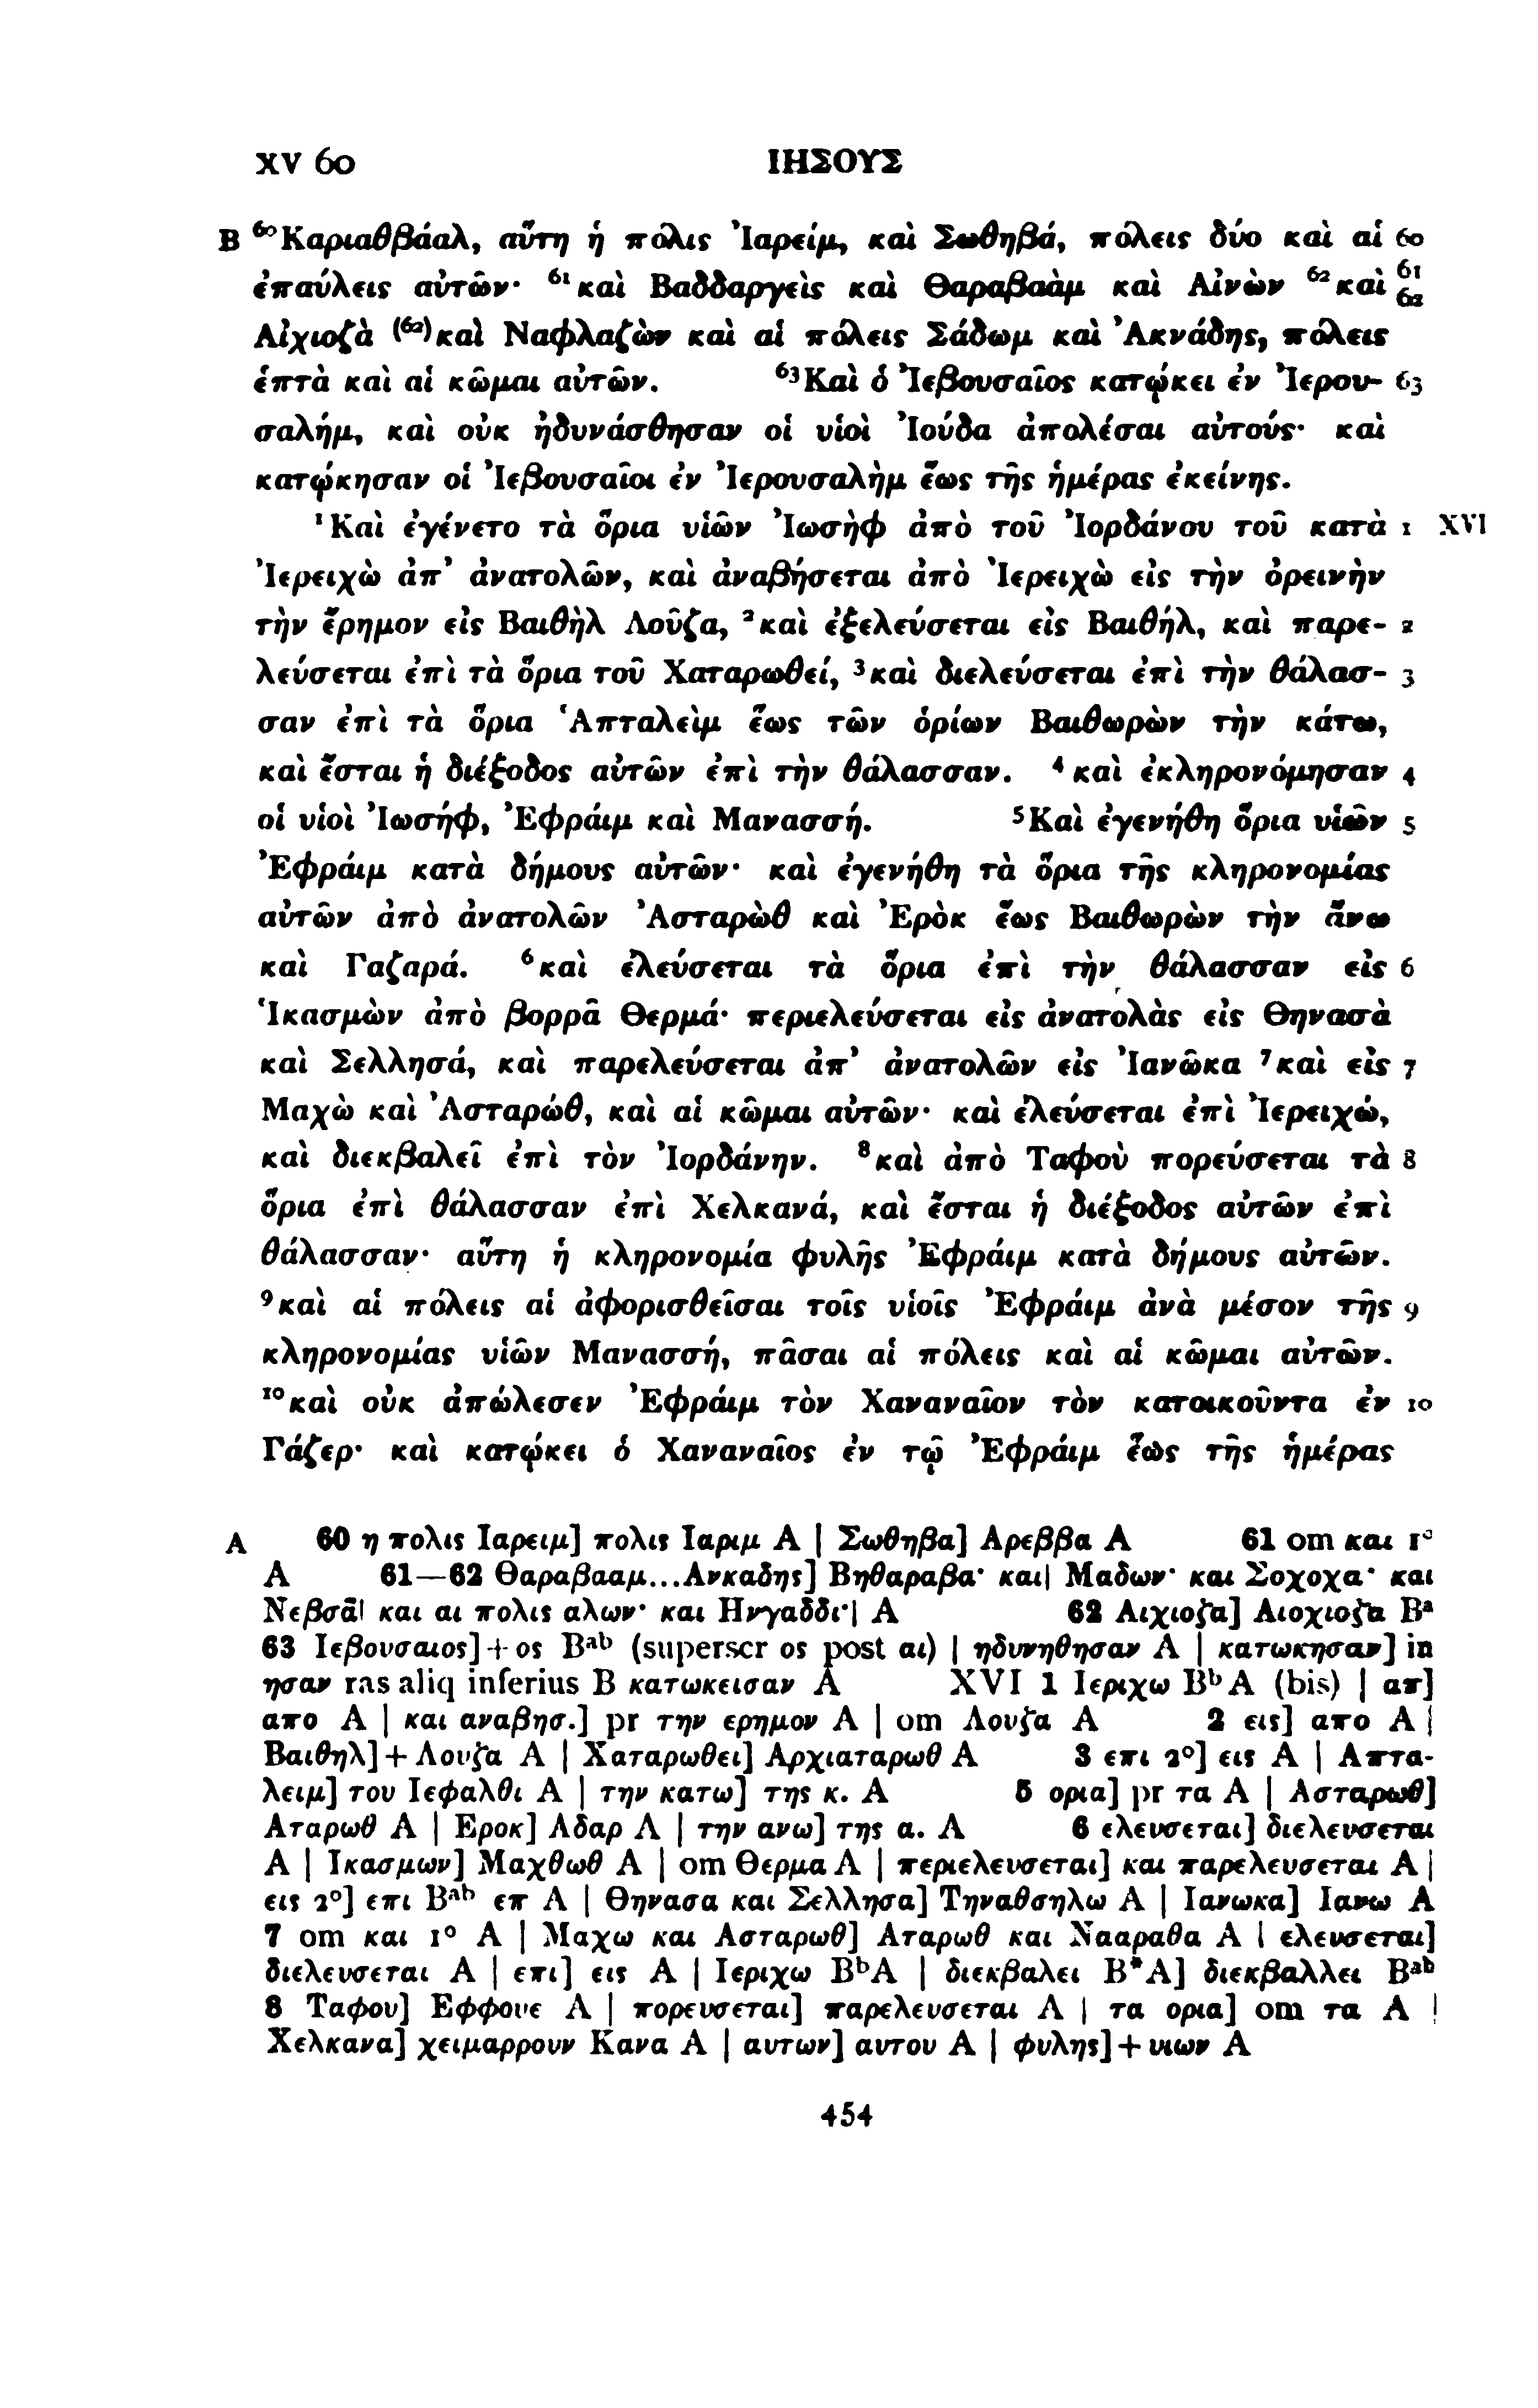 XV 60 ΙΗΣΟΥΣ
B ⁶⁰Καριαθβάαλ, αὕτη ἡ πόλις Ἰαρείμ, καὶ Σωθηβά, πόλεις δύο καὶ αἱ 60
ἐπαύλεις αὐτῶν· ⁶¹καὶ Βαδδαργεὶς καὶ Θαραβαὰμ καὶ Αἰνὼν ⁶²καὶ 61 62
Αἰχιοζὰ ⁽⁶²⁾καὶ Ναφλαζὼν καὶ αἱ πόλεις Σάδωμ καὶ Ἀκνάδης, πόλεις
ἑπτὰ καὶ αἱ κῶμαι αὐτῶν. ⁶³Καὶ ὁ Ἰεβουσαῖος κατῴκει ἐν Ἰερου- 63
σαλήμ, καὶ οὐκ ἠδυνάσθησαν οἱ υἱοὶ Ἰούδα ἀπολέσαι αὐτούς· καὶ
κατῴκησαν οἱ Ἰεβουσαῖοι ἐν Ἰερουσαλὴμ ἕως τῆς ἡμέρας ἐκείνης.
¹Καὶ ἐγένετο τὰ ὅρια υἱῶν Ἰωσὴφ ἀπὸ τοῦ Ἰορδάνου τοῦ κατὰ 1 XVI
Ἰερειχὼ ἀπ᾽ ἀνατολῶν, καὶ ἀναβήσεται ἀπὸ Ἰερειχὼ εἰς τὴν ὀρεινὴν
τὴν ἔρημον εἰς Βαιθὴλ Λοῦζα, ²καὶ ἐξελεύσεται εἰς Βαιθήλ, καὶ παρε- 2
λεύσεται ἐπὶ τὰ ὅρια τοῦ Χαταρωθεί, ³καὶ διελεύσεται ἐπὶ τὴν θάλασ- 3
σαν ἐπὶ τὰ ὅρια Ἁπταλεὶμ ἕως τῶν ὁρίων Βαιθωρὼν τὴν κάτω,
καὶ ἔσται ἡ διέξοδος αὐτῶν ἐπὶ τὴν θάλασσαν. ⁴καὶ ἐκληρονόμησαν 4
οἱ υἱοὶ Ἰωσήφ, Ἐφράιμ καὶ Μανασσή. ⁵Καὶ ἐγενήθη ὅρια υἱῶν 5
Ἐφράιμ κατὰ δήμους αὐτῶν· καὶ ἐγενήθη τὰ ὅρια τῆς κληρονομίας
αὐτῶν ἀπὸ ἀνατολῶν Ἀσταρὼθ καὶ Ἐρὸκ ἕως Βαιθωρὼν τὴν ἄνω
καὶ Γαζαρά. ⁶καὶ ἐλεύσεται τὰ ὅρια ἐπὶ τὴν θάλασσαν εἰς 6
Ἱκασμὼν ἀπὸ βορρᾶ Θερμά· περιελεύσεται εἰς ἀνατολὰς εἰς Θηνασὰ
καὶ Σελλησά, καὶ παρελεύσεται ἀπ᾽ ἀνατολῶν εἰς Ἰανῶκα ⁷καὶ εἰς 7
Μαχὼ καὶ Ἀσταρώθ, καὶ αἱ κῶμαι αὐτῶν· καὶ ἐλεύσεται ἐπὶ Ἰερειχώ,
καὶ διεκβαλεῖ ἐπὶ τὸν Ἰορδάνην. ⁸καὶ ἀπὸ Ταφοὺ πορεύσεται τὰ 8
ὅρια ἐπὶ θάλασσαν ἐπὶ Χελκανά, καὶ ἔσται ἡ διέξοδος αὐτῶν ἐπὶ
θάλασσαν· αὕτη ἡ κληρονομία φυλῆς Ἐφράιμ κατὰ δήμους αὐτῶν.
⁹καὶ αἱ πόλεις αἱ ἀφορισθεῖσαι τοῖς υἱοῖς Ἐφράιμ ἀνὰ μέσον τῆς 9
κληρονομίας υἱῶν Μανασσή, πᾶσαι αἱ πόλεις καὶ αἱ κῶμαι αὐτῶν.
¹⁰καὶ οὐκ ἀπώλεσεν Ἐφράιμ τὸν Χαναναῖον τὸν κατοικοῦντα ἐν 10
Γάζερ· καὶ κατῴκει ὁ Χαναναῖος ἐν τῷ Ἐφράιμ ἕως τῆς ἡμέρας
A 60 η πολις Ιαρειμ] πολις Ιαριμ A | Σωθηβα] Αρεββα A 61 om και 1°
A 61—62 Θαραβααμ...Ανκαδης] Βηθαραβα· και| Μαδων· και Σοχοχα· και
Νεβσᾶ| και αι πολις αλων· και Ηνγαδδι·| A 62 Αιχιοζα] Αιοχιοζα Bᵃ
63 Ιεβουσαιος]+ος Bᵃᵇ (superscr ος post αι) | ηδυνηθησαν A | κατωκησαν] in
ησαν ras aliq inferius B κατωκεισαν A XVI 1 Ιεριχω BᵇA (bis) | απ]
απο A | και αναβησ.] pr την ερημον A | om Λουζα A 2 εις] απο A |
Βαιθηλ]+Λουζα A | Χαταρωθει] Αρχιαταρωθ A 3 επι 2°] εις A | Απτα-
λειμ] του Ιεφαλθι A | την κατω] της κ. A 5 ορια] pr τα A | Ασταρωθ]
Αταρωθ A | Εροκ] Αδαρ A | την ανω] της α. A 6 ελευσεται] διελευσεται
A | Ικασμων] Μαχθωθ A | om Θερμα A | περιελευσεται] και παρελευσεται A |
εις 2°] επι Bᵃᵇ επ A | Θηνασα και Σελλησα] Τηναθσηλω A | Ιανωκα] Ιανω A
7 om και 1° A | Μαχω και Ασταρωθ] Αταρωθ και Νααραθα A | ελευσεται]
διελευσεται A | επι] εις A | Ιεριχω BᵇA | διεκβαλει B*A] διεκβαλλει Bᵃᵇ
8 Ταφου] Εφφουε A | πορευσεται] παρελευσεται A | τα ορια] om τα A |
Χελκανα] χειμαρρουν Κανα A | αυτων] αυτου A | φυλης]+υιων A
454